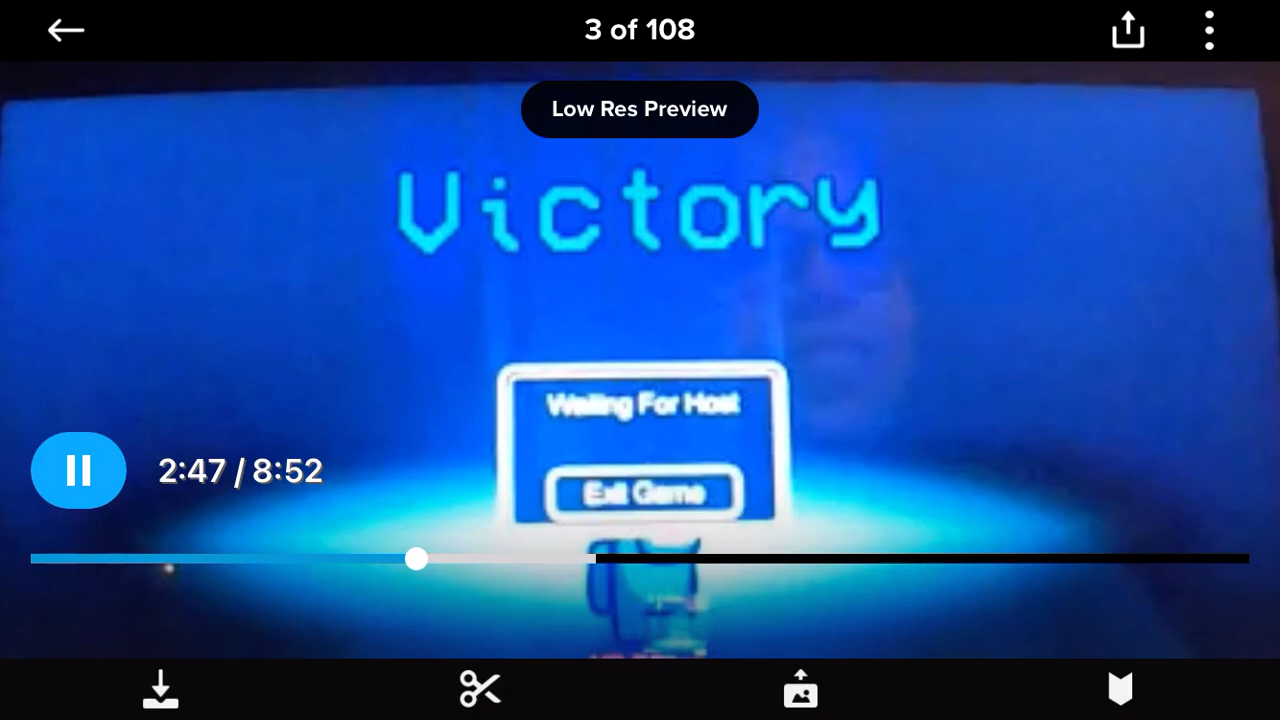 3 of 108
Low Res Preview
Victory
Waiting For Host
Exit Game
2:47 / 8:52